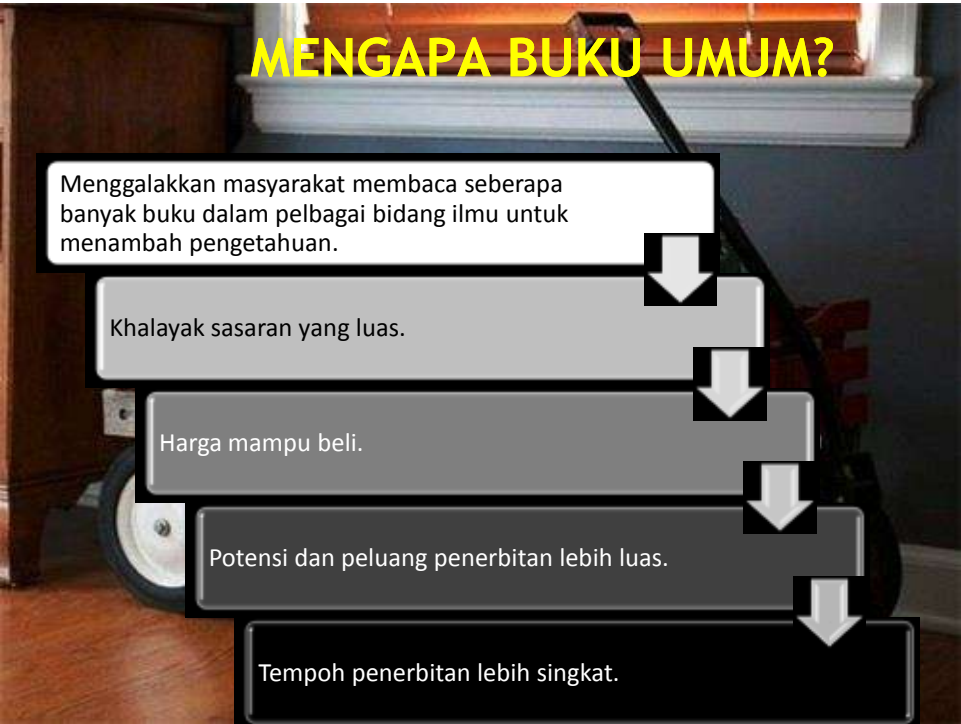 MENGAPA BUKU UMUM?
Menggalakkan masyarakat membaca seberapa
banyak buku dalam pelbagai bidang ilmu untuk
menambah pengetahuan.
Khalayak sasaran yang luas.
Harga mampu beli.
Potensi dan peluang penerbitan lebih luas.
Tempoh penerbitan lebih singkat.